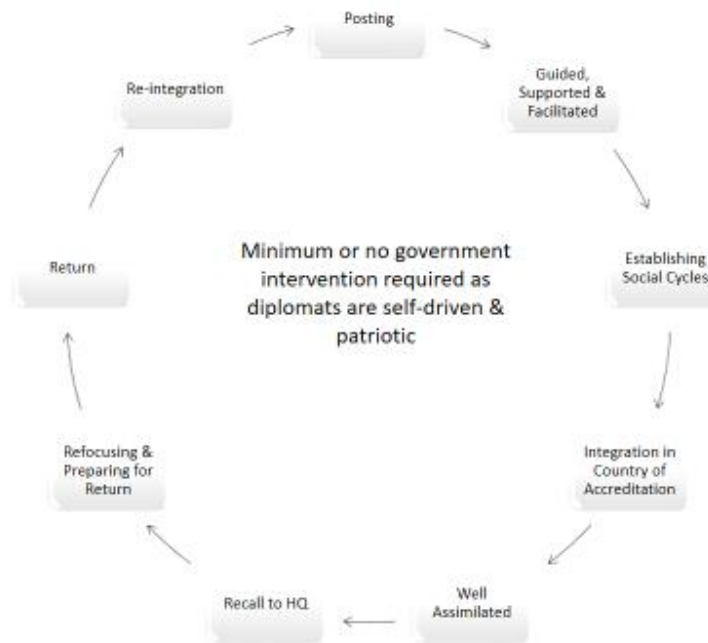 Posting
Guided,
Supported &
Facilitated
Establishing
Social Cycles
Integration in
Country of
Accreditation
Well
Assimilated
Recall to HQ
Refocusing &
Preparing for
Return
Return
Re-integration
Minimum or no government
intervention required as
diplomats are self-driven &
patriotic